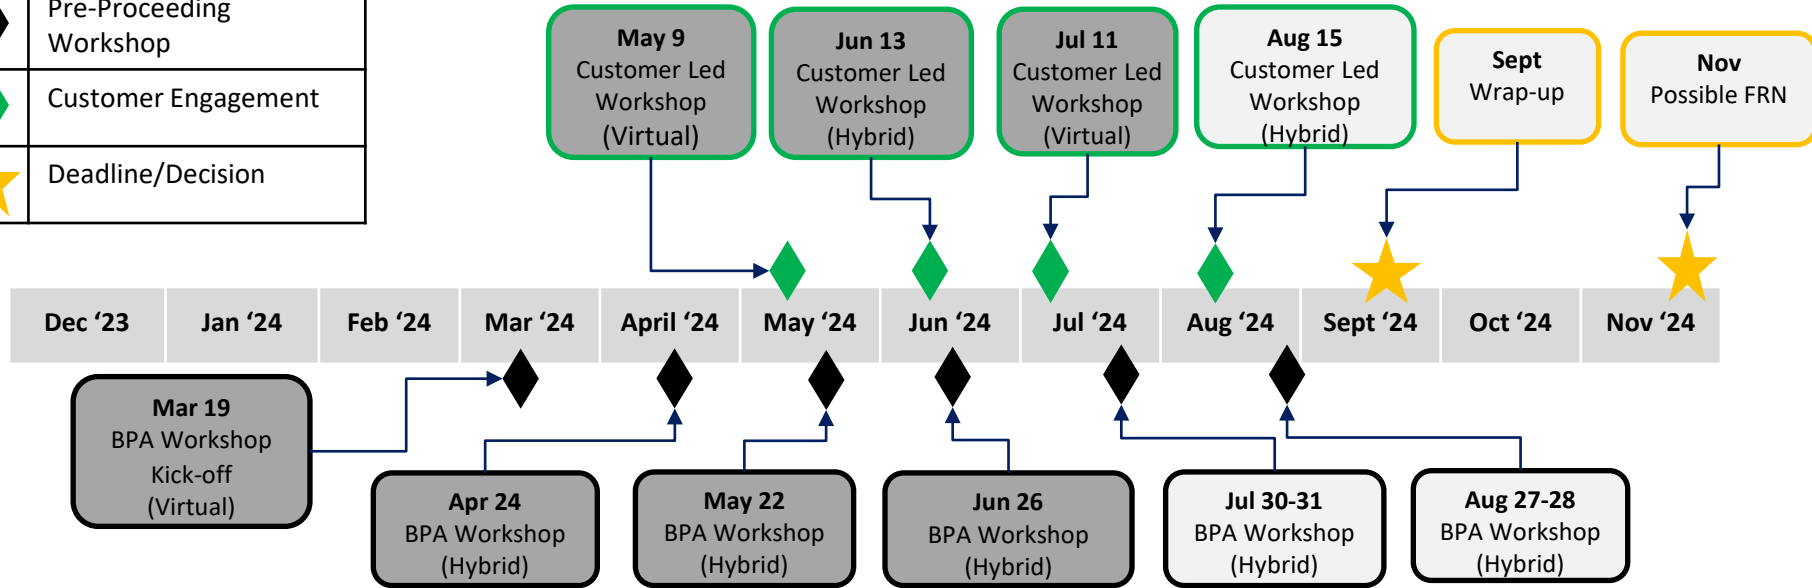 Pre-Proceeding
Workshop
Customer Engagement
Deadline/Decision
May 9
Customer Led
Workshop
(Virtual)
Jun 13
Customer Led
Workshop
(Hybrid)
Jul 11
Customer Led
Workshop
(Virtual)
Aug 15
Customer Led
Workshop
(Hybrid)
Sept
Wrap-up
Nov
Possible FRN
Dec ‘23
Jan ‘24
Feb ‘24
Mar ‘24
April ‘24
May ‘24
Jun ‘24
Jul ‘24
Aug ‘24
Sept ‘24
Oct ‘24
Nov ‘24
Mar 19
BPA Workshop
Kick-off
(Virtual)
Apr 24
BPA Workshop
(Hybrid)
May 22
BPA Workshop
(Hybrid)
Jun 26
BPA Workshop
(Hybrid)
Jul 30-31
BPA Workshop
(Hybrid)
Aug 27-28
BPA Workshop
(Hybrid)